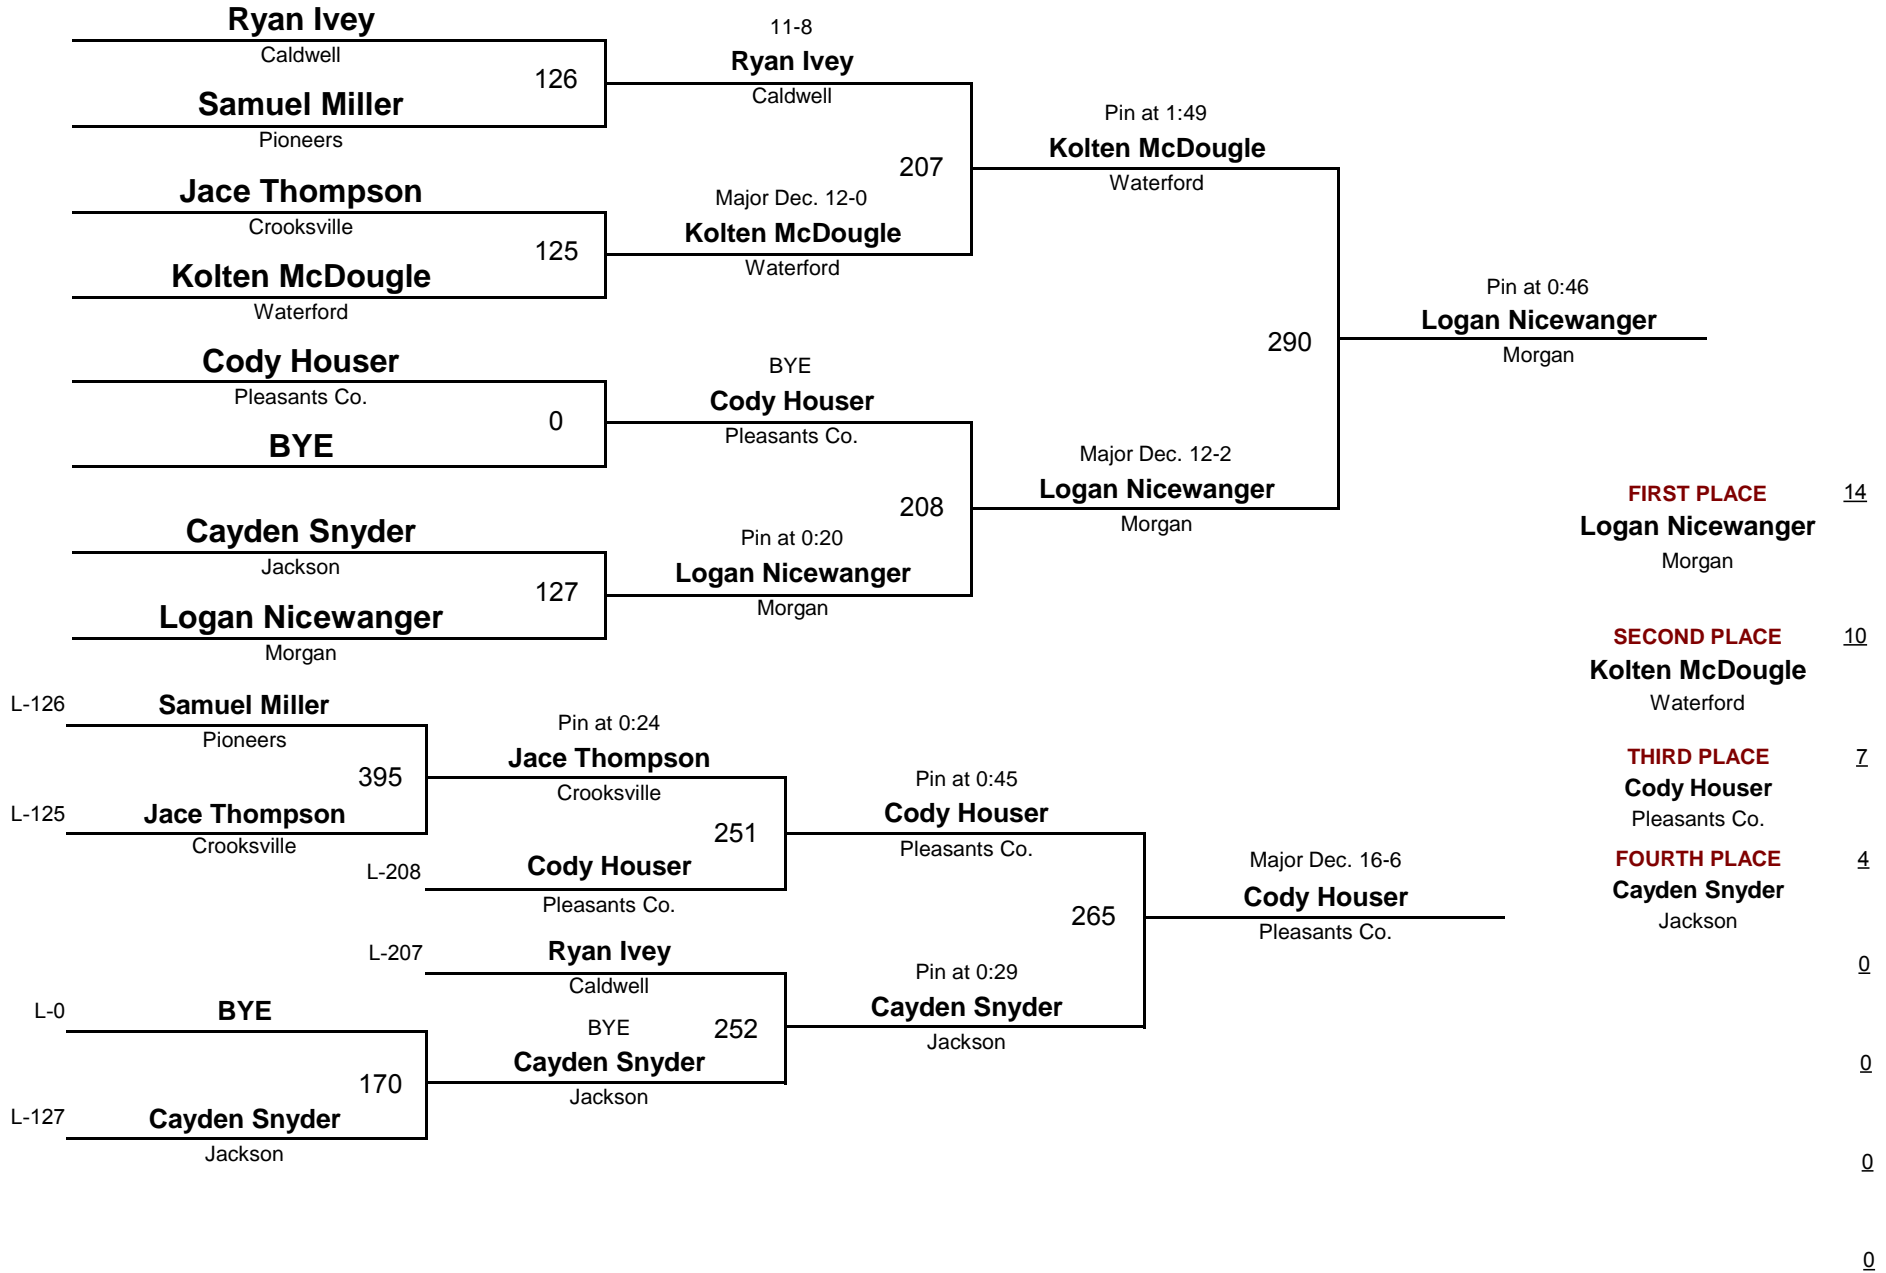 Ryan Ivey
Caldwell
126
Samuel Miller
Pioneers
Jace Thompson
Crooksville
125
Kolten McDougle
Waterford
Cody Houser
Pleasants Co.
0
BYE
Cayden Snyder
Jackson
127
Logan Nicewanger
Morgan
11-8
Ryan Ivey
Caldwell
207
Major Dec. 12-0
Kolten McDougle
Waterford
BYE
Cody Houser
Pleasants Co.
208
Pin at 0:20
Logan Nicewanger
Morgan
Pin at 1:49
Kolten McDougle
Waterford
290
Major Dec. 12-2
Logan Nicewanger
Morgan
Pin at 0:46
Logan Nicewanger
Morgan
L-126
Samuel Miller
Pioneers
395
L-125
Jace Thompson
Crooksville
Pin at 0:24
Jace Thompson
Crooksville
251
L-208
Cody Houser
Pleasants Co.
L-207
Ryan Ivey
Caldwell
BYE
252
Cayden Snyder
Jackson
L-0
BYE
170
L-127
Cayden Snyder
Jackson
Pin at 0:45
Cody Houser
Pleasants Co.
265
Pin at 0:29
Cayden Snyder
Jackson
Major Dec. 16-6
Cody Houser
Pleasants Co.
FIRST PLACE 14
Logan Nicewanger
Morgan
SECOND PLACE 10
Kolten McDougle
Waterford
THIRD PLACE 7
Cody Houser
Pleasants Co.
FOURTH PLACE 4
Cayden Snyder
Jackson
0
0
0
0